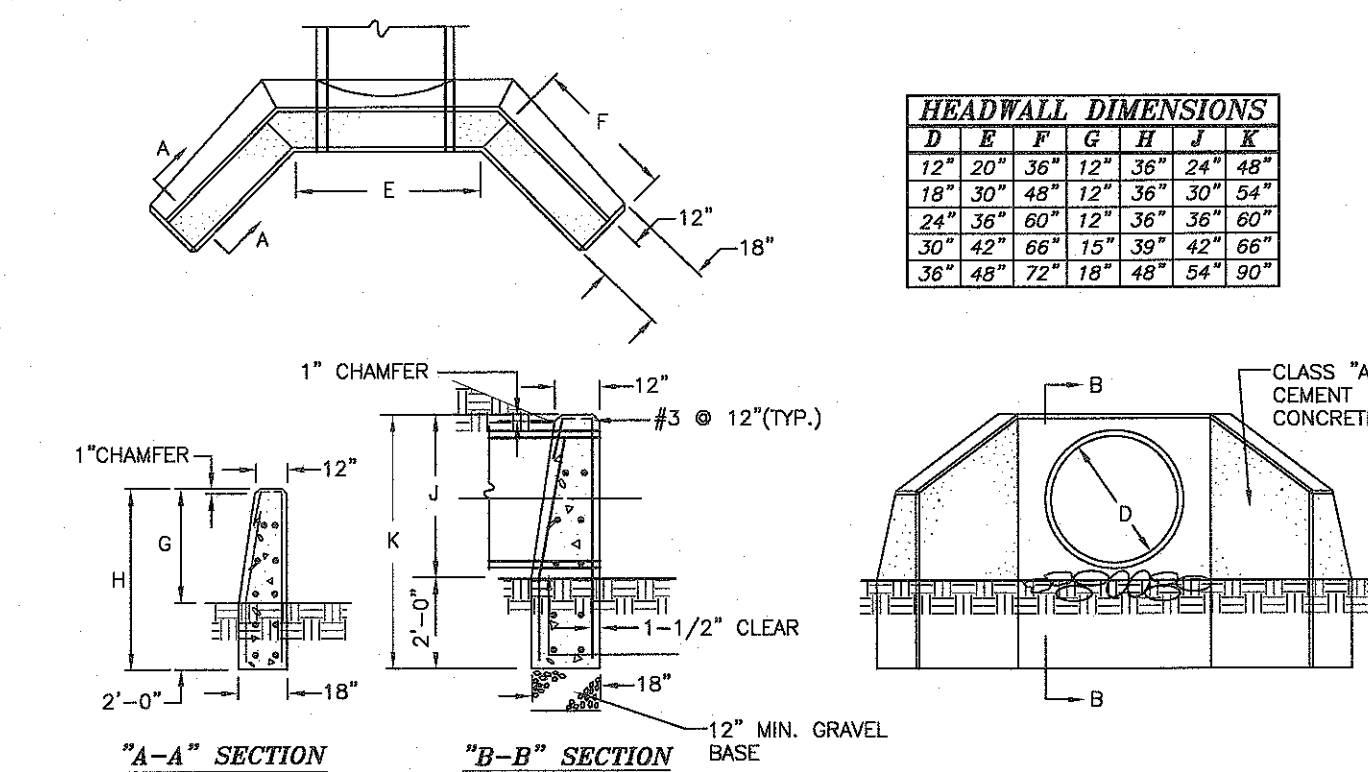 A
A
E
F
12"
18"
HEADWALL DIMENSIONS
D E F G H J K
12" 20" 36" 12" 36" 24" 48"
18" 30" 48" 12" 36" 30" 54"
24" 36" 60" 12" 36" 36" 60"
30" 42" 66" 15" 39" 42" 66"
36" 48" 72" 18" 48" 54" 90"
1"CHAMFER
12"
G
H
2'-0"
18"
"A-A" SECTION
1" CHAMFER
12"
#3 @ 12"(TYP.)
J
K
2'-0"
1-1/2" CLEAR
18"
12" MIN. GRAVEL
BASE
"B-B" SECTION
B
CLASS "A
CEMENT
CONCRETE
D
B